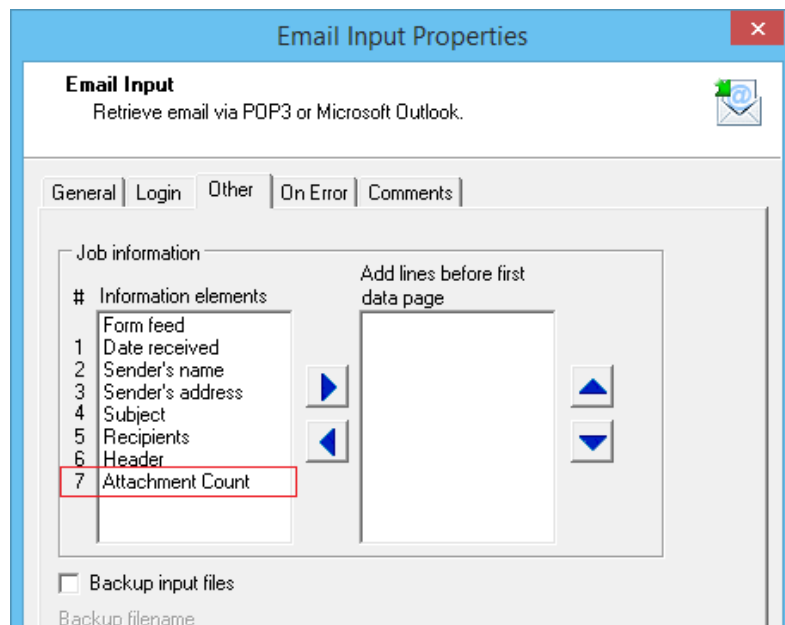 Email Input Properties
×
Email Input
Retrieve email via POP3 or Microsoft Outlook.
General Login Other On Error Comments
Job information
Add lines before first
data page
# Information elements
Form feed
1 Date received
2 Sender's name
3 Sender's address
4 Subject
5 Recipients
6 Header
7 Attachment Count
Backup input files
Backup filename